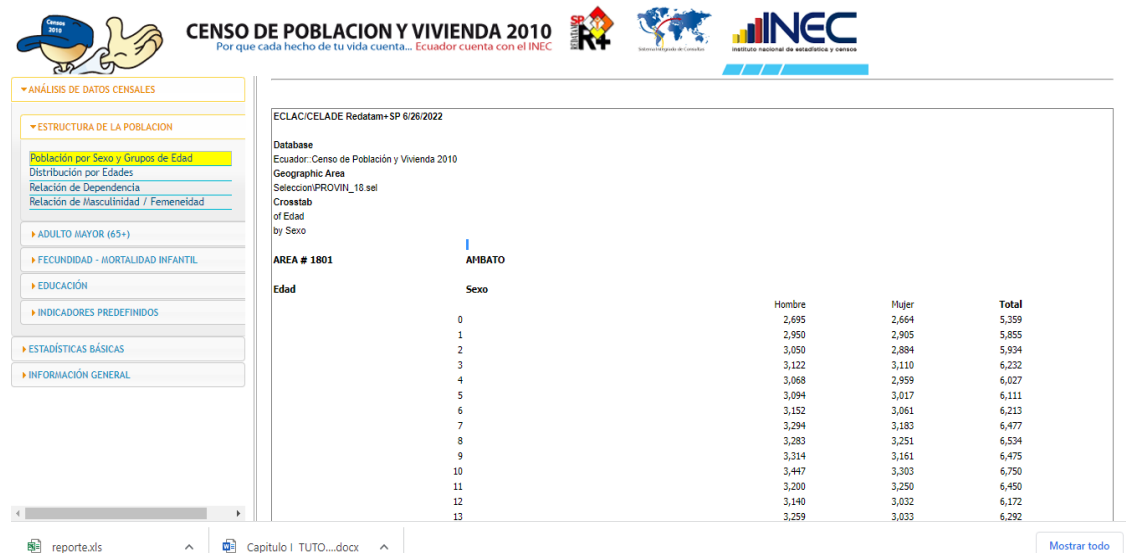 Censos
2010
CENSO DE POBLACION Y VIVIENDA 2010
Por que cada hecho de tu vida cuenta... Ecuador cuenta con el INEC
REDATAM
SP
R+
Sistema Integrado de Consultas
INEC
instituto nacional de estadística y censos
ANÁLISIS DE DATOS CENSALES
ESTRUCTURA DE LA POBLACION
Población por Sexo y Grupos de Edad
Distribución por Edades
Relación de Dependencia
Relación de Masculinidad / Femeneidad
ADULTO MAYOR (65+)
FECUNDIDAD - MORTALIDAD INFANTIL
EDUCACIÓN
INDICADORES PREDEFINIDOS
ESTADÍSTICAS BÁSICAS
INFORMACIÓN GENERAL
ECLAC/CELADE Redatam+SP 6/26/2022
Database
Ecuador::Censo de Población y Vivienda 2010
Geographic Area
Seleccion\PROVIN_18.sel
Crosstab
of Edad
by Sexo
AREA # 1801 AMBATO
Edad Sexo
Hombre Mujer Total
0 2,695 2,664 5,359
1 2,950 2,905 5,855
2 3,050 2,884 5,934
3 3,122 3,110 6,232
4 3,068 2,959 6,027
5 3,094 3,017 6,111
6 3,152 3,061 6,213
7 3,294 3,183 6,477
8 3,283 3,251 6,534
9 3,314 3,161 6,475
10 3,447 3,303 6,750
11 3,200 3,250 6,450
12 3,140 3,032 6,172
13 3,259 3,033 6,292
reporte.xls
Capitulo I TUTO....docx
Mostrar todo